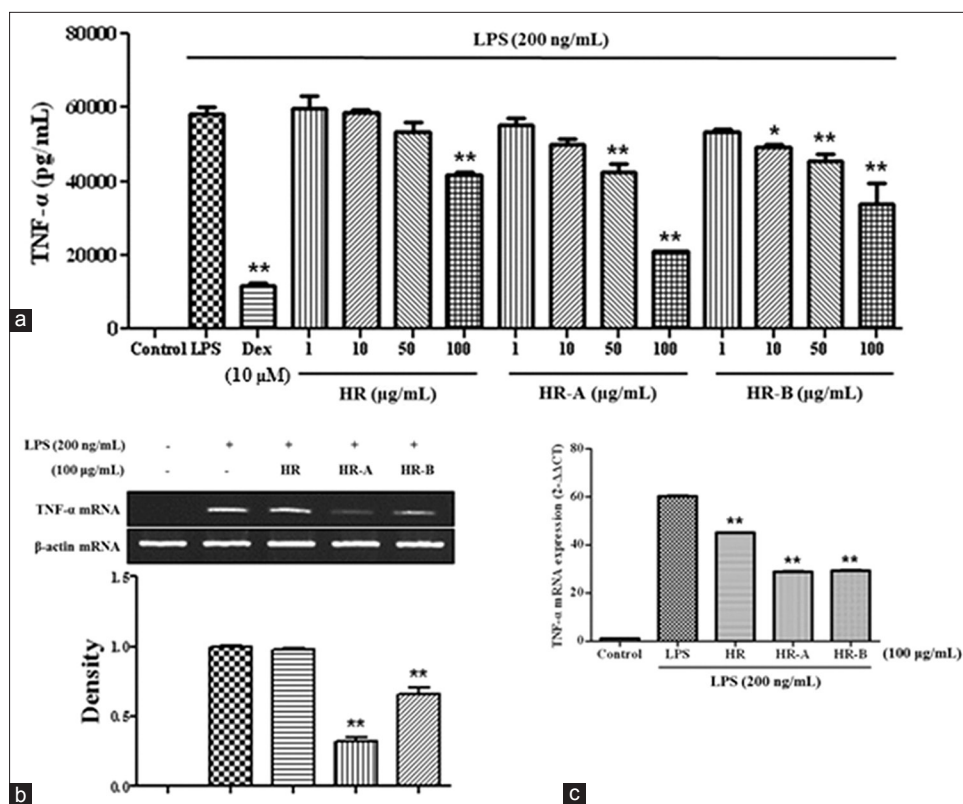 LPS (200 ng/mL)
80000
60000
40000
20000
0
TNF-α (pg/mL)
** ** ** ** * ** **
Control LPS Dex 1 10 50 100 1 10 50 100 1 10 50 100
(10 µM)
HR (µg/mL) HR-A (µg/mL) HR-B (µg/mL)
a
LPS (200 ng/mL) - + + + +
(100 µg/mL) - - HR HR-A HR-B
TNF-α mRNA
β-actin mRNA
1.5
1.0
0.5
0.0
Density
** **
b
TNF-α mRNA expression (2-ΔΔCT)
80
60
40
20
0
** ** **
Control LPS HR HR-A HR-B (100 µg/mL)
LPS (200 ng/mL)
c